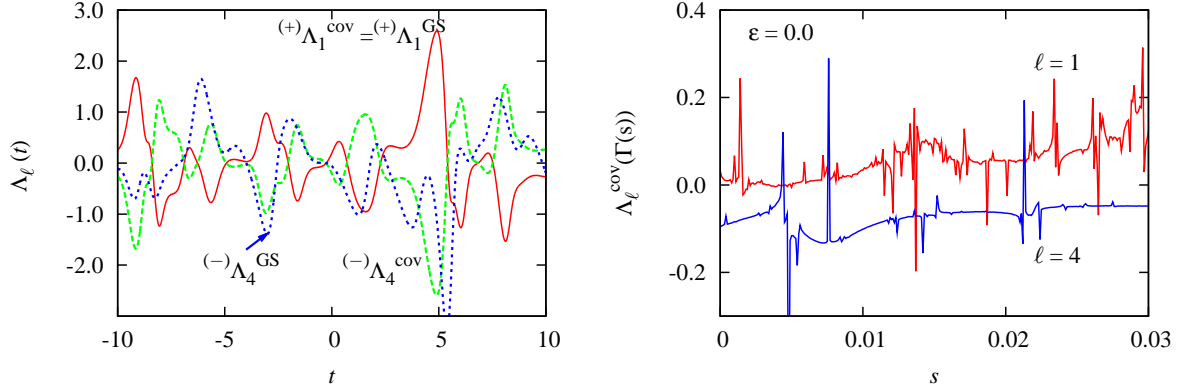 3.0
2.0
1.0
0.0
-1.0
-2.0
Λℓ(t)
(+)Λ1cov =(+)Λ1GS
(−)Λ4GS
(−)Λ4cov
-10 -5 0 5 10
t
0.4
0.2
0.0
-0.2
Λℓcov(Γ(s))
ε = 0.0
ℓ = 1
ℓ = 4
0 0.01 0.02 0.03
s